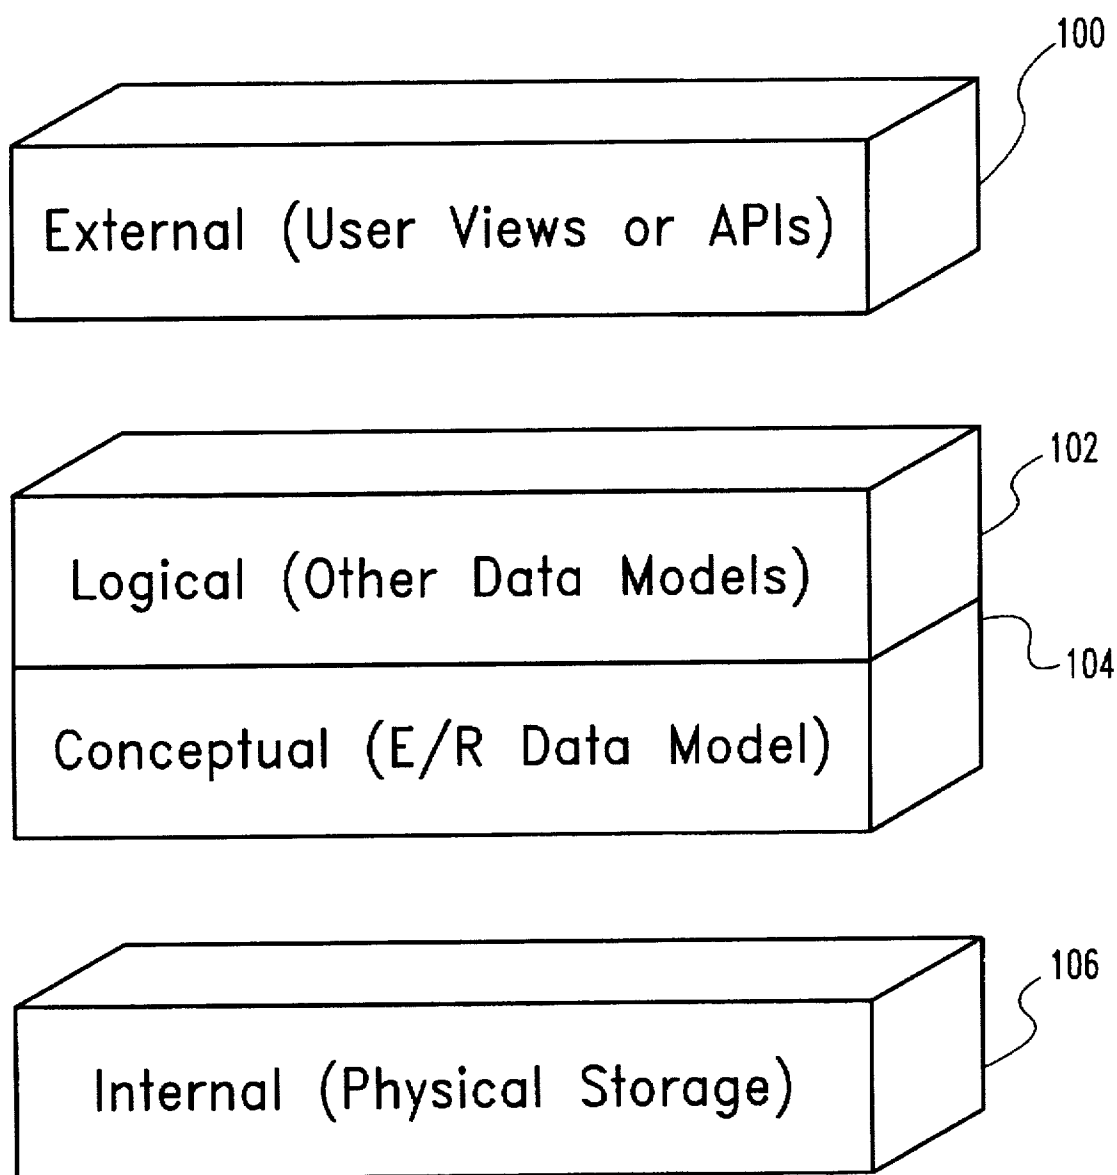 100
External (User Views or APIs)
102
Logical (Other Data Models)
104
Conceptual (E/R Data Model)
106
Internal (Physical Storage)